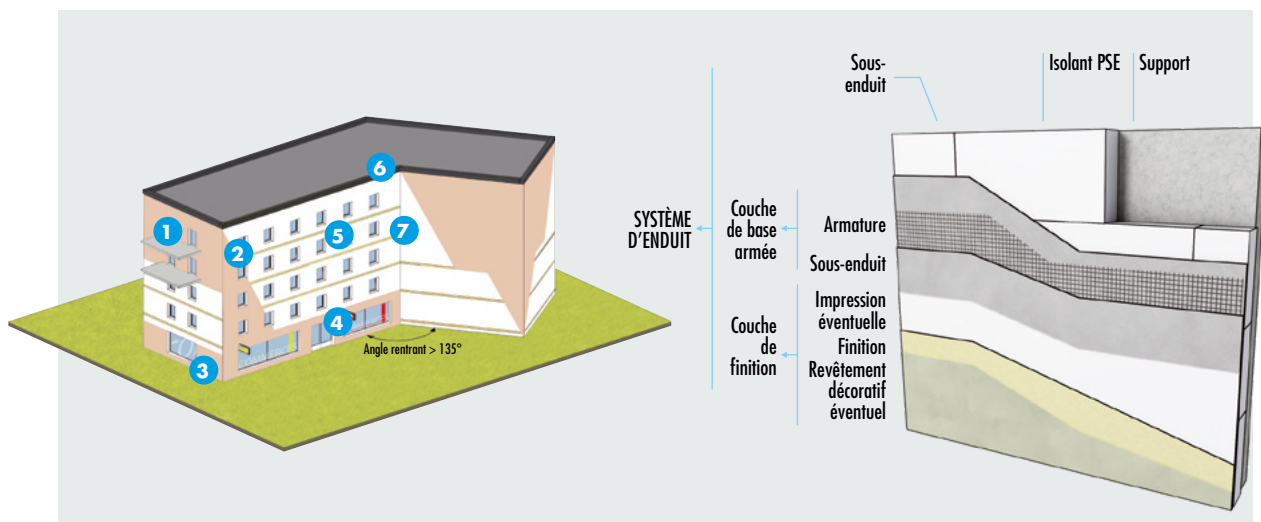 1
2
3
4
5
6
7
Angle rentrant > 135°
SYSTÈME
D'ENDUIT
Couche
de base
armée
Couche
de
finition
Sous-
enduit
Isolant PSE
Support
Armature
Sous-enduit
Impression
éventuelle
Finition
Revêtement
décoratif
éventuel